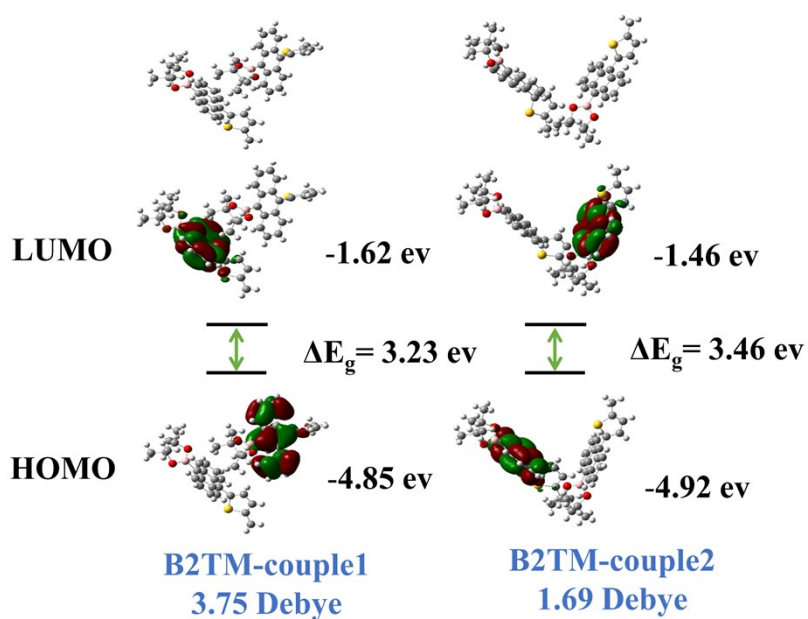 LUMO
-1.62 ev
-1.46 ev
ΔEg= 3.23 ev
ΔEg= 3.46 ev
HOMO
-4.85 ev
-4.92 ev
B2TM-couple1
3.75 Debye
B2TM-couple2
1.69 Debye